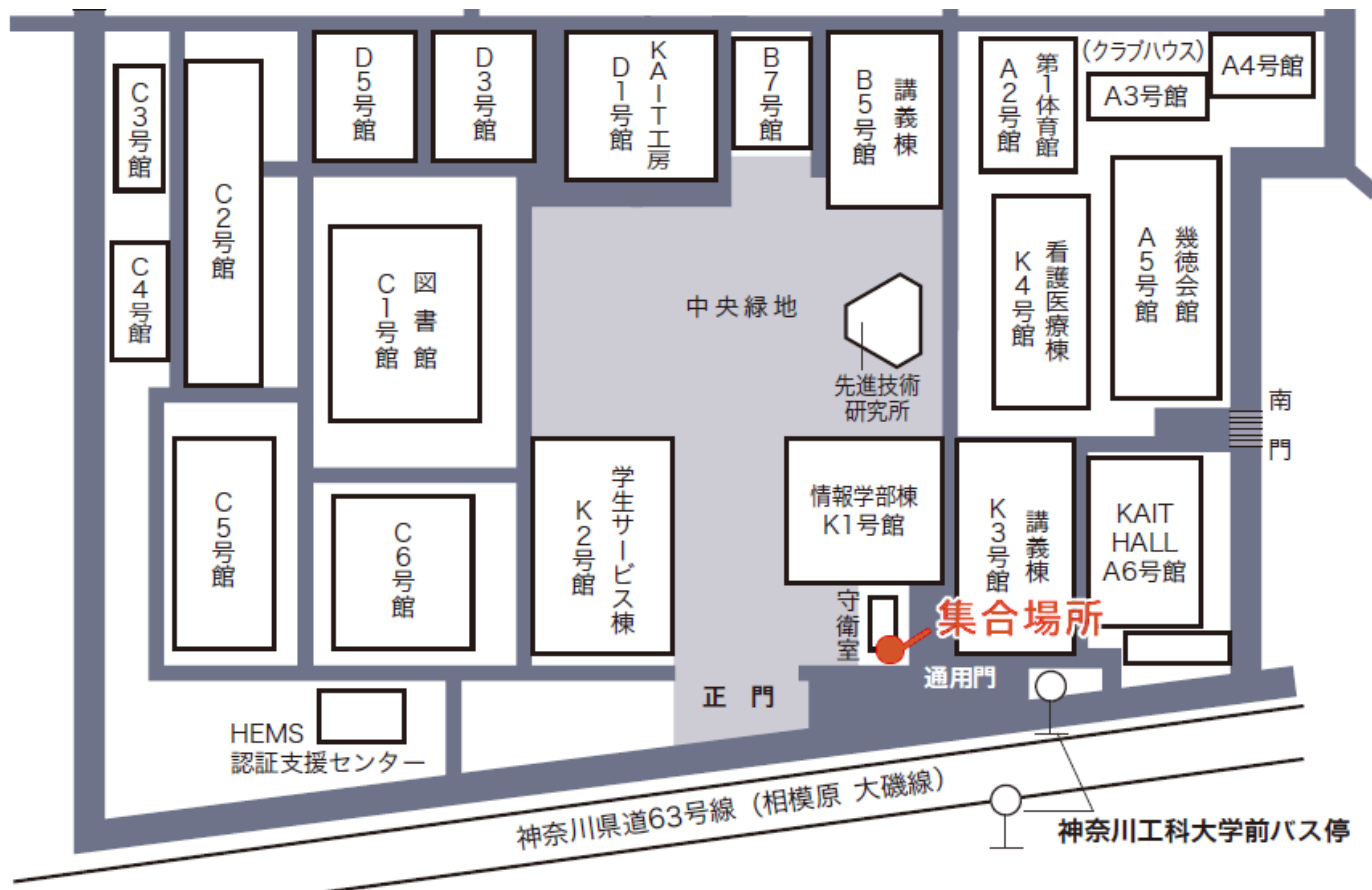 D5号館
D3号館
KAIT工房
D1号館
B7号館
講義棟
B5号館
第1体育館
A2号館
（クラブハウス）
A3号館
A4号館
C3号館
C2号館
C4号館
図書館
C1号館
中央緑地
先進技術
研究所
看護医療棟
K4号館
幾徳会館
A5号館
南門
C5号館
C6号館
学生サービス棟
K2号館
情報学部棟
K1号館
講義棟
K3号館
KAIT
HALL
A6号館
守衛室
集合場所
通用門
正門
HEMS
認証支援センター
神奈川県道63号線（相模原 大磯線）
神奈川工科大学前バス停